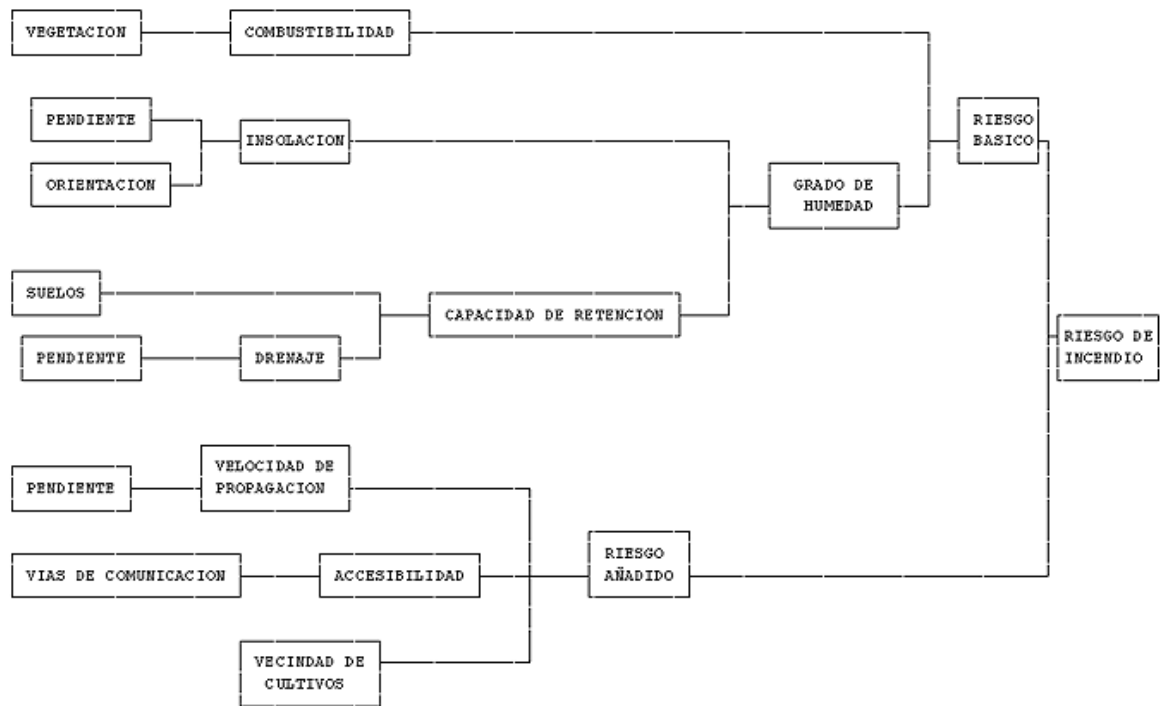 VEGETACION
COMBUSTIBILIDAD
PENDIENTE
INSOLACION
ORIENTACION
RIESGO
BASICO
GRADO DE
HUMEDAD
SUELOS
CAPACIDAD DE RETENCION
PENDIENTE
DRENAJE
RIESGO DE
INCENDIO
PENDIENTE
VELOCIDAD DE
PROPAGACION
VIAS DE COMUNICACION
ACCESIBILIDAD
RIESGO
AÑADIDO
VECINDAD DE
CULTIVOS